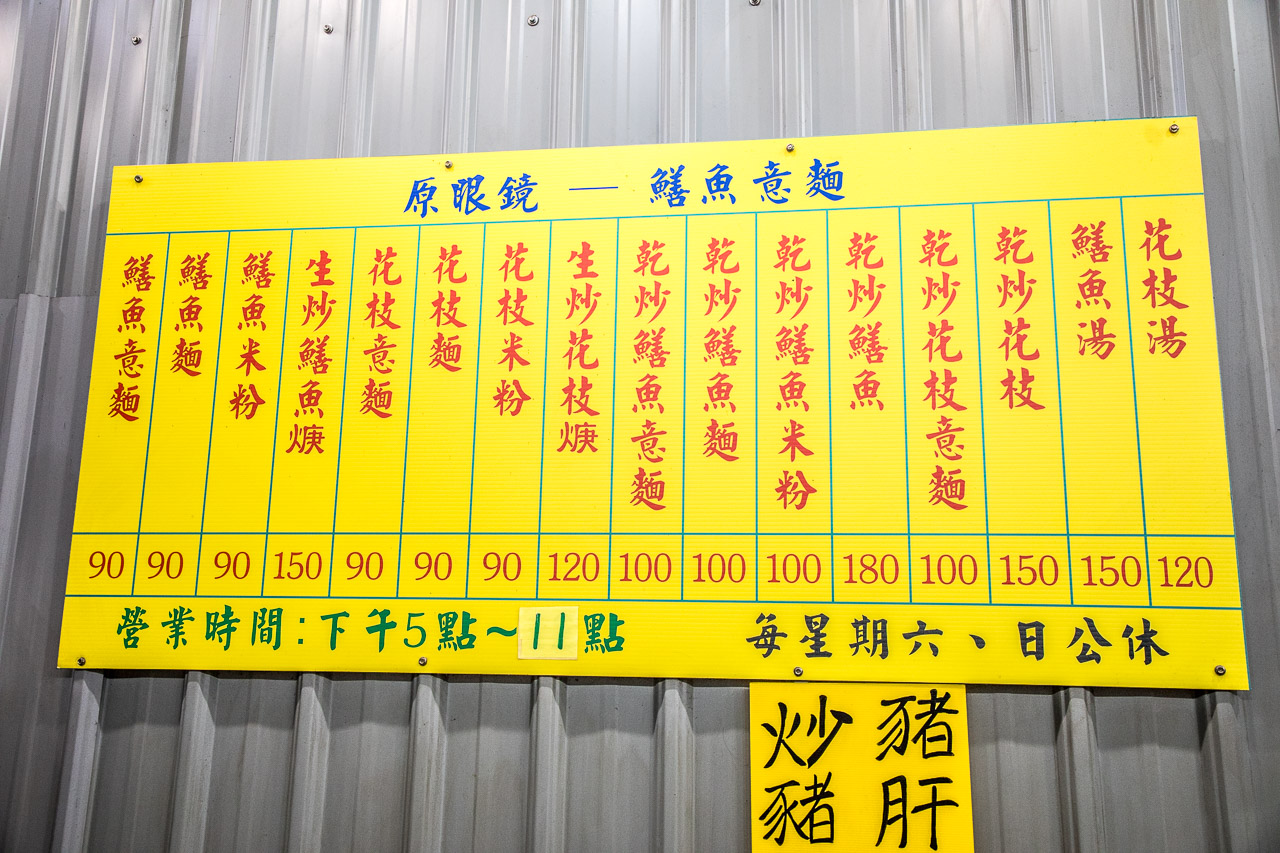 原眼鏡 — 鱔魚意麵
鱔魚意麵 90
鱔魚麵 90
鱔魚米粉 90
生炒鱔魚焿 150
花枝意麵 90
花枝麵 90
花枝米粉 90
生炒花枝焿 120
乾炒鱔魚意麵 100
乾炒鱔魚麵 100
乾炒鱔魚米粉 100
乾炒鱔魚 180
乾炒花枝意麵 100
乾炒花枝 150
鱔魚湯 150
花枝湯 120
營業時間:下午5點～11點
每星期六、日公休
炒豬
豬肝